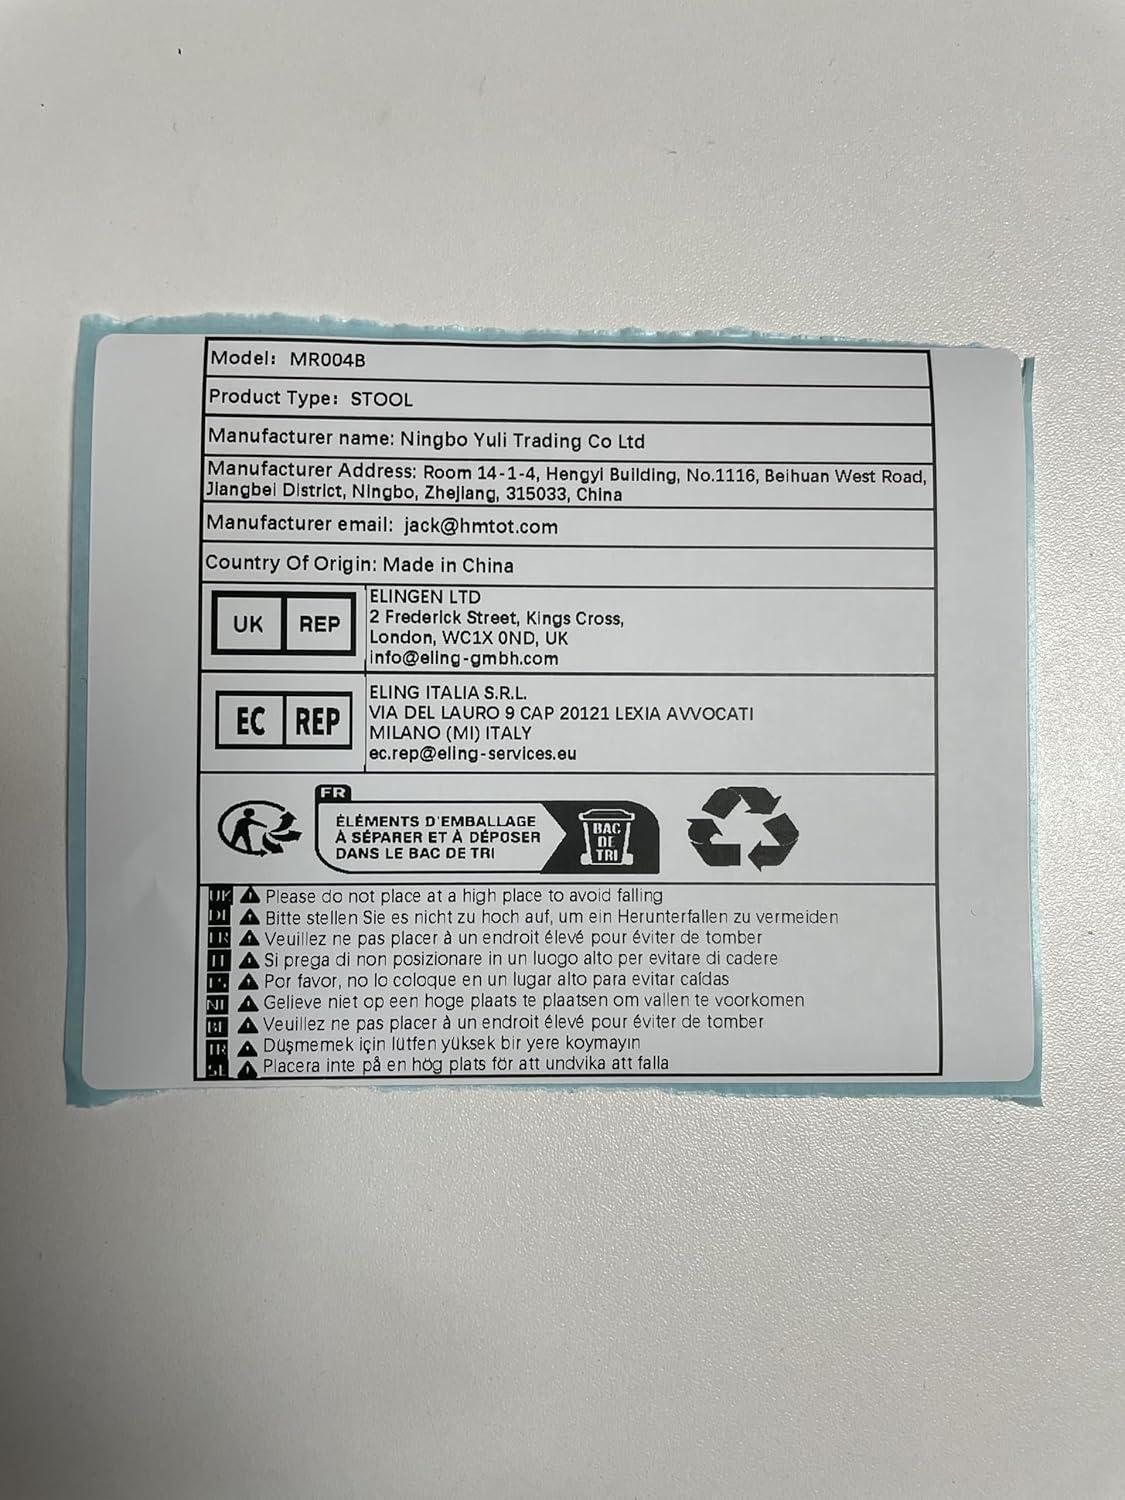 Model: MR004B
Product Type: STOOL
Manufacturer name: Ningbo Yuli Trading Co Ltd
Manufacturer Address: Room 14-1-4, Hengyi Building, No.1116, Beihuan West Road,
Jiangbei District, Ningbo, Zhejiang, 315033, China
Manufacturer email: jack@hmtot.com
Country Of Origin: Made in China
UK REP
ELINGEN LTD
2 Frederick Street, Kings Cross,
London, WC1X 0ND, UK
info@eling-gmbh.com
EC REP
ELING ITALIA S.R.L.
VIA DEL LAURO 9 CAP 20121 LEXIA AVVOCATI
MILANO (MI) ITALY
ec.rep@eling-services.eu
FR
ÉLÉMENTS D'EMBALLAGE
À SÉPARER ET À DÉPOSER
DANS LE BAC DE TRI
BAC
DE
TRI
UK Please do not place at a high place to avoid falling
DE Bitte stellen Sie es nicht zu hoch auf, um ein Herunterfallen zu vermeiden
FR Veuillez ne pas placer à un endroit élevé pour éviter de tomber
IT Si prega di non posizionare in un luogo alto per evitare di cadere
ES Por favor, no lo coloque en un lugar alto para evitar caídas
NL Gelieve niet op een hoge plaats te plaatsen om vallen te voorkomen
BE Veuillez ne pas placer à un endroit élevé pour éviter de tomber
TR Düşmemek için lütfen yüksek bir yere koymayın
SE Placera inte på en hög plats för att undvika att falla